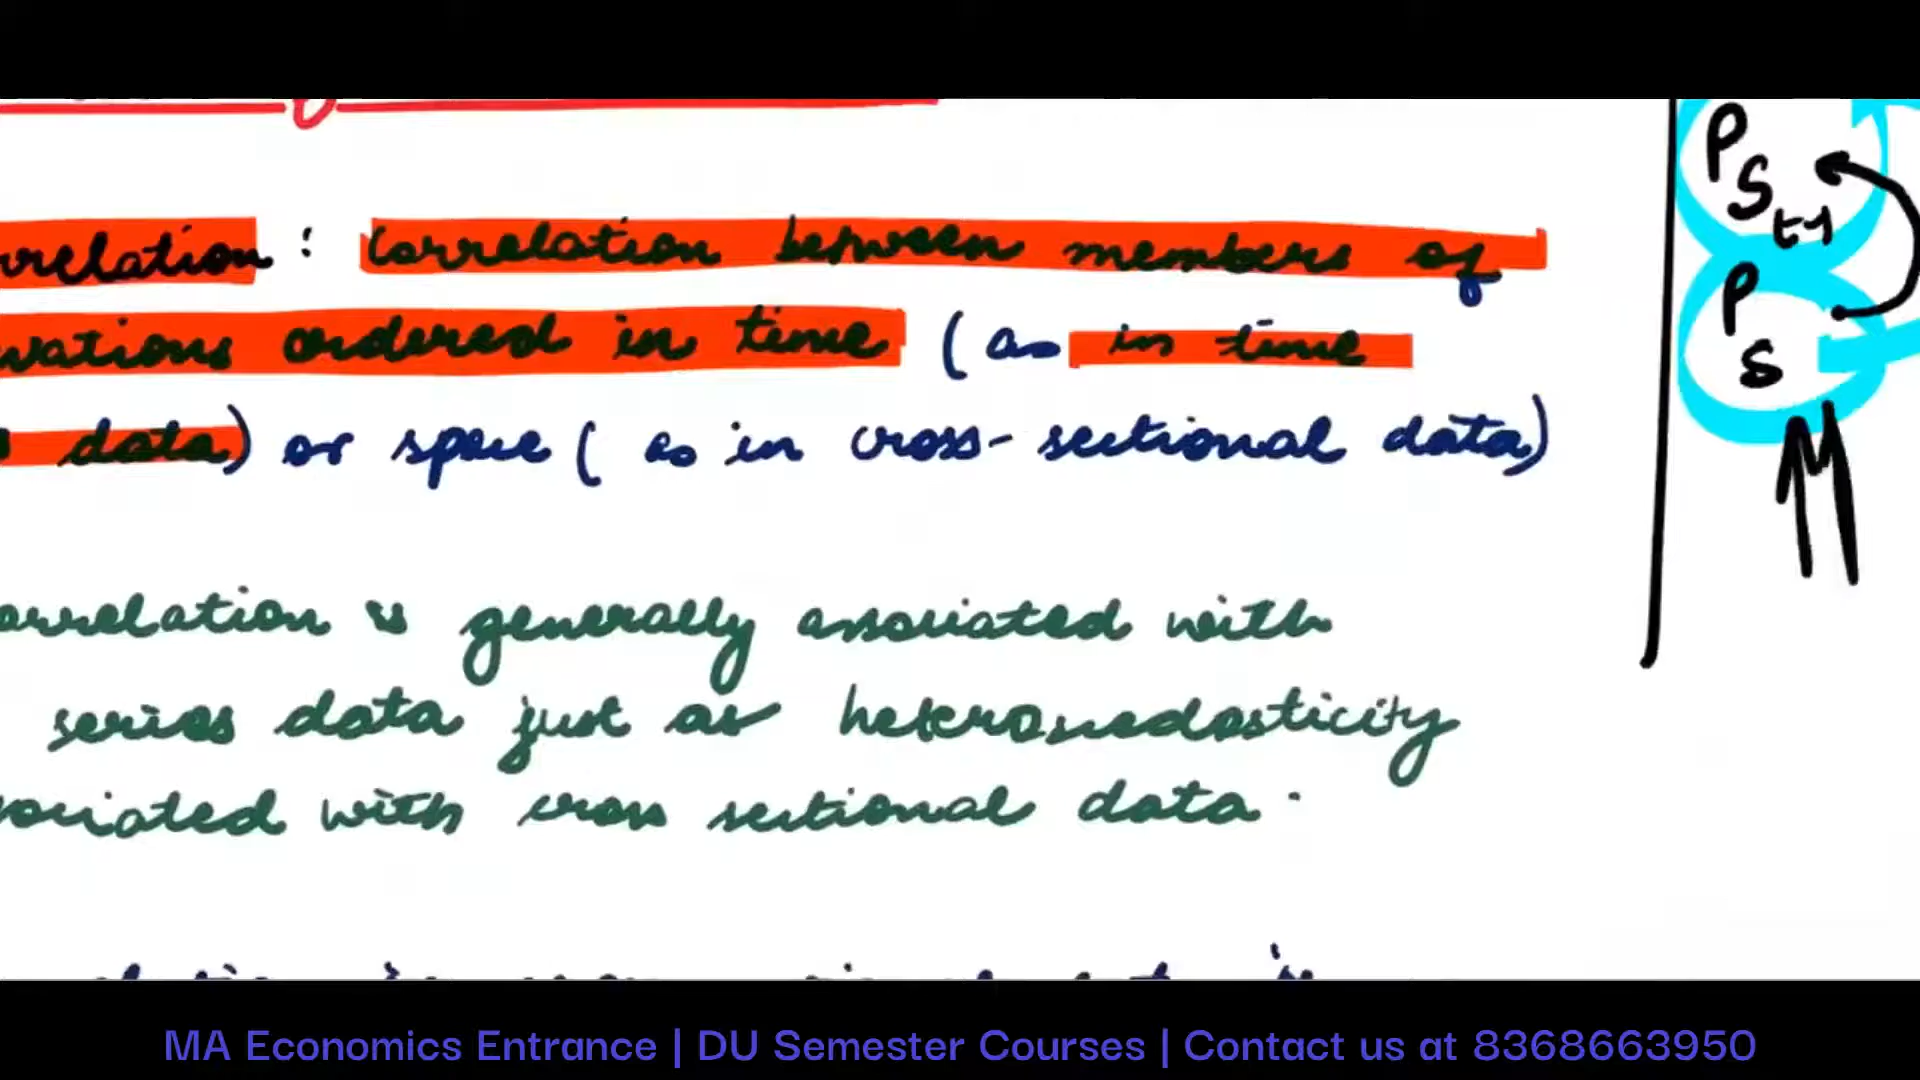 rrelation : Correlation between members of
vations ordered in time (as in time
data) or space ( as in cross-sectional data)
orrelation is generally associated with
series data just as heteroscedasticity
sociated with cross sectional data.
P
S t-1
P
S
M
MA Economics Entrance | DU Semester Courses | Contact us at 8368663950